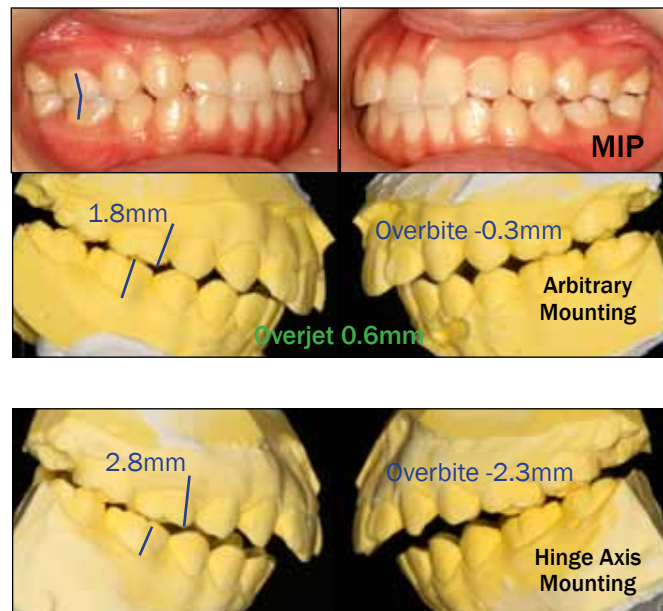 MIP
1.8mm
Overbite -0.3mm
Arbitrary
Mounting
Overjet 0.6mm
2.8mm
Overbite -2.3mm
Hinge Axis
Mounting